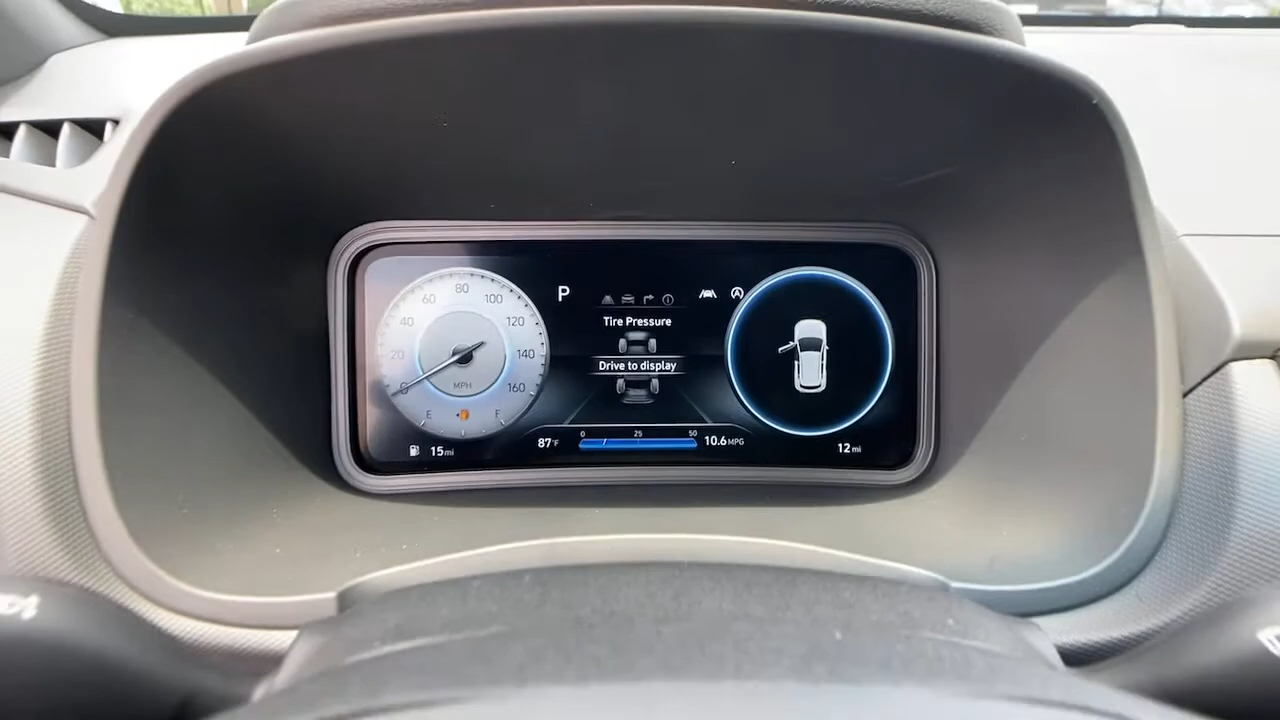 80
60
100
40
120
20
140
0
160
MPH
E
F
15mi
P
Tire Pressure
Drive to display
0 25 50
87°F
10.6MPG
12mi